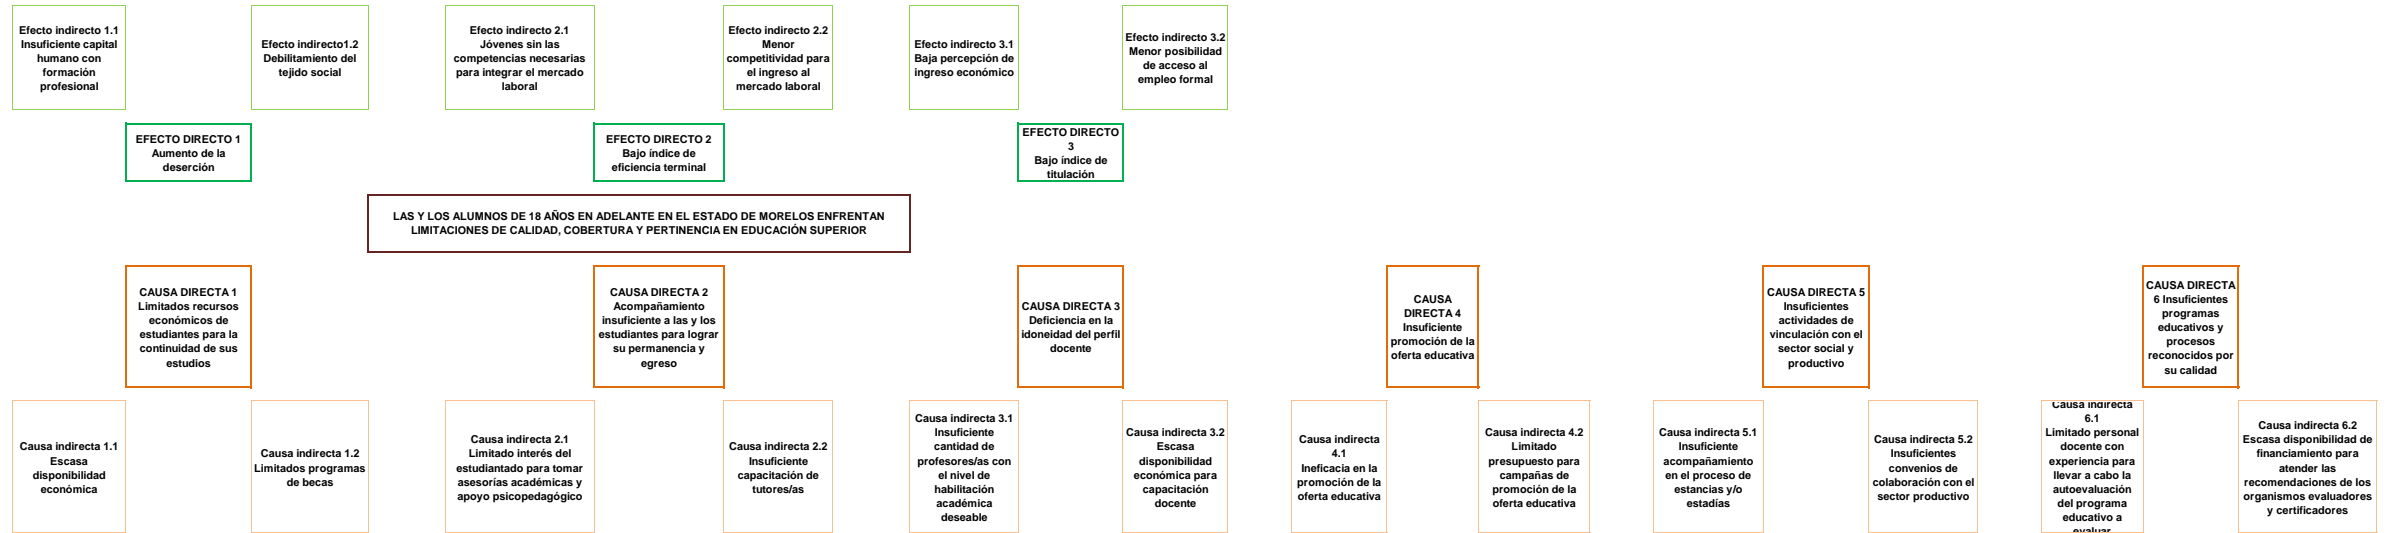 Efecto indirecto 1.1
Insuficiente capital
humano con
formación
profesional
Efecto indirecto1.2
Debilitamiento del
tejido social
Efecto indirecto 2.1
Jóvenes sin las
competencias necesarias
para integrar el mercado
laboral
Efecto indirecto 2.2
Menor
competitividad para
el ingreso al
mercado laboral
Efecto indirecto 3.1
Baja percepción de
ingreso económico
Efecto indirecto 3.2
Menor posibilidad
de acceso al
empleo formal
EFECTO DIRECTO 1
Aumento de la
deserción
EFECTO DIRECTO 2
Bajo índice de
eficiencia terminal
EFECTO DIRECTO
3
Bajo índice de
titulación
LAS Y LOS ALUMNOS DE 18 AÑOS EN ADELANTE EN EL ESTADO DE MORELOS ENFRENTAN
LIMITACIONES DE CALIDAD, COBERTURA Y PERTINENCIA EN EDUCACIÓN SUPERIOR
CAUSA DIRECTA 1
Limitados recursos
económicos de
estudiantes para la
continuidad de sus
estudios
CAUSA DIRECTA 2
Acompañamiento
insuficiente a las y los
estudiantes para lograr
su permanencia y
egreso
CAUSA DIRECTA 3
Deficiencia en la
idoneidad del perfil
docente
CAUSA
DIRECTA 4
Insuficiente
promoción de la
oferta educativa
CAUSA DIRECTA 5
Insuficientes
actividades de
vinculación con el
sector social y
productivo
CAUSA DIRECTA
6 Insuficientes
programas
educativos y
procesos
reconocidos por
su calidad
Causa indirecta 1.1
Escasa
disponibilidad
económica
Causa indirecta 1.2
Limitados programas
de becas
Causa indirecta 2.1
Limitado interés del
estudiantado para tomar
asesorías académicas y
apoyo psicopedagógico
Causa indirecta 2.2
Insuficiente
capacitación de
tutores/as
Causa indirecta 3.1
Insuficiente
cantidad de
profesores/as con
el nivel de
habilitación
académica
deseable
Causa indirecta 3.2
Escasa
disponibilidad
económica para
capacitación
docente
Causa indirecta
4.1
Ineficacia en la
promoción de la
oferta educativa
Causa indirecta 4.2
Limitado
presupuesto para
campañas de
promoción de la
oferta educativa
Causa indirecta 5.1
Insuficiente
acompañamiento
en el proceso de
estancias y/o
estadías
Causa indirecta 5.2
Insuficientes
convenios de
colaboración con el
sector productivo
Causa indirecta
6.1
Limitado personal
docente con
experiencia para
llevar a cabo la
autoevaluación
del programa
educativo a
evaluar
Causa indirecta 6.2
Escasa disponibilidad de
financiamiento para
atender las
recomendaciones de los
organismos evaluadores
y certificadores